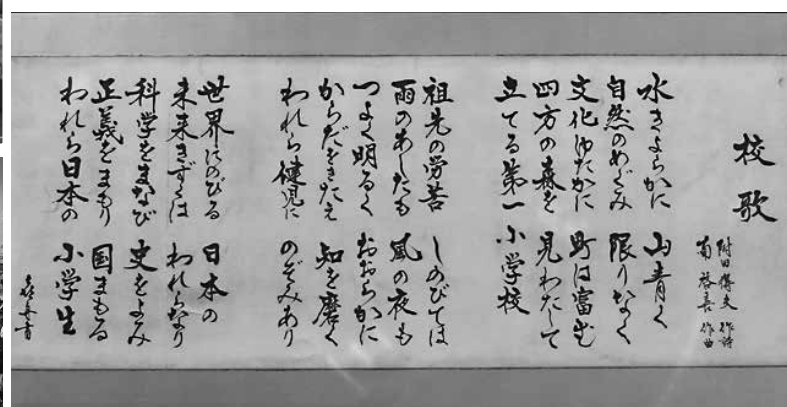 校歌
附田得夫 作詩
菊 啓喜 作曲
水きよらかに 山青く
自然のめぐみ 限りなく
文化ゆたかに 町は富む
四方の森を 見わたして
立てる第一 小学校
祖先の労苦 しのびては
雨のあしたも 風の夜も
つよく明るく おおらかに
からだをきたえ 知を磨く
われら健児に のぞみあり
世界にのびる 日本の
未来きずくは われらなり
科学をまなび 史をよみ
正義をまもり 国まもる
われら日本の 小学生